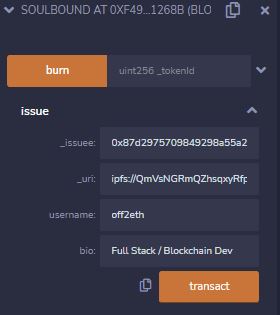 SOULBOUND AT 0XF49...1268B (BLO
burn
uint256 _tokenId
issue
_issuee: 0x87d2975709849298a55a2
_uri: ipfs://QmVsNGRmQZhsqxyRfp
username: off2eth
bio: Full Stack / Blockchain Dev
transact